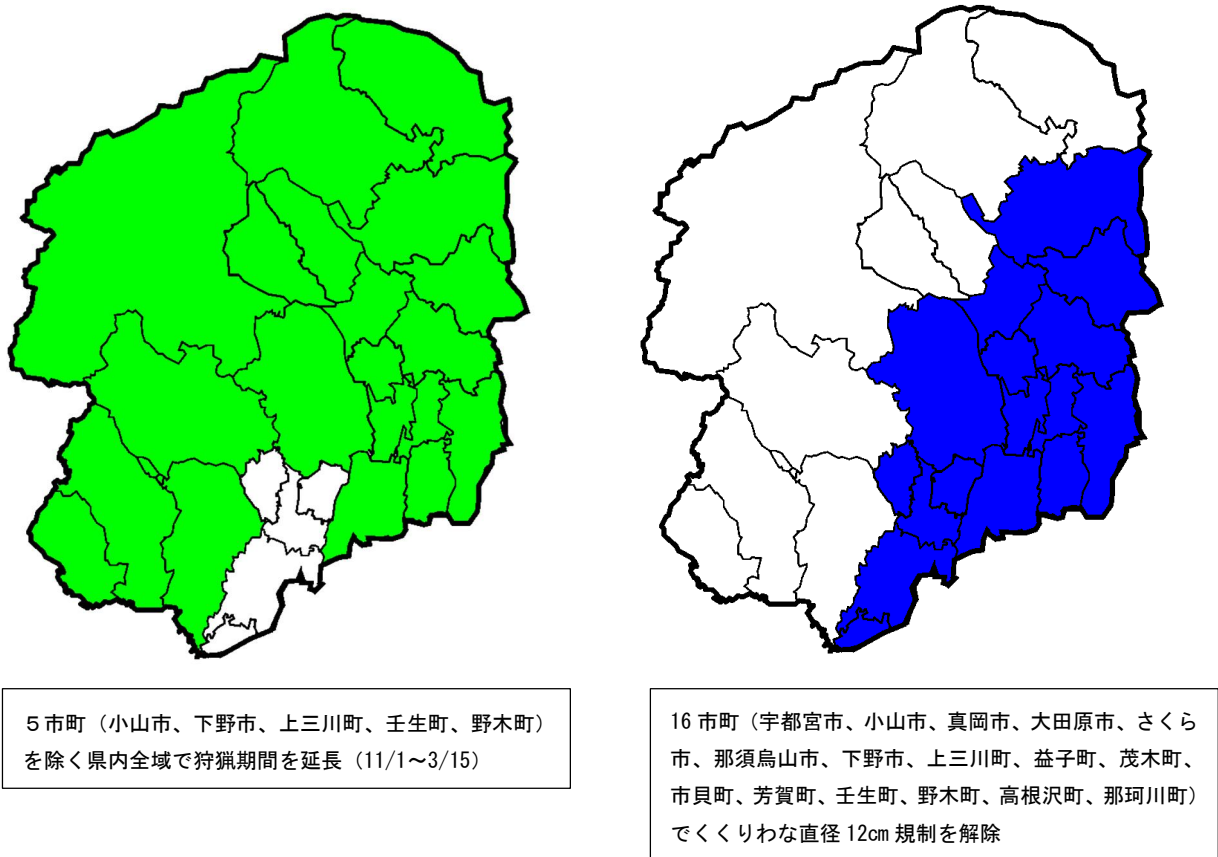 ５市町（小山市、下野市、上三川町、壬生町、野木町）
を除く県内全域で狩猟期間を延長（11/1～3/15）
16 市町（宇都宮市、小山市、真岡市、大田原市、さくら
市、那須烏山市、下野市、上三川町、益子町、茂木町、
市貝町、芳賀町、壬生町、野木町、高根沢町、那珂川町）
でくくりわな直径 12cm 規制を解除